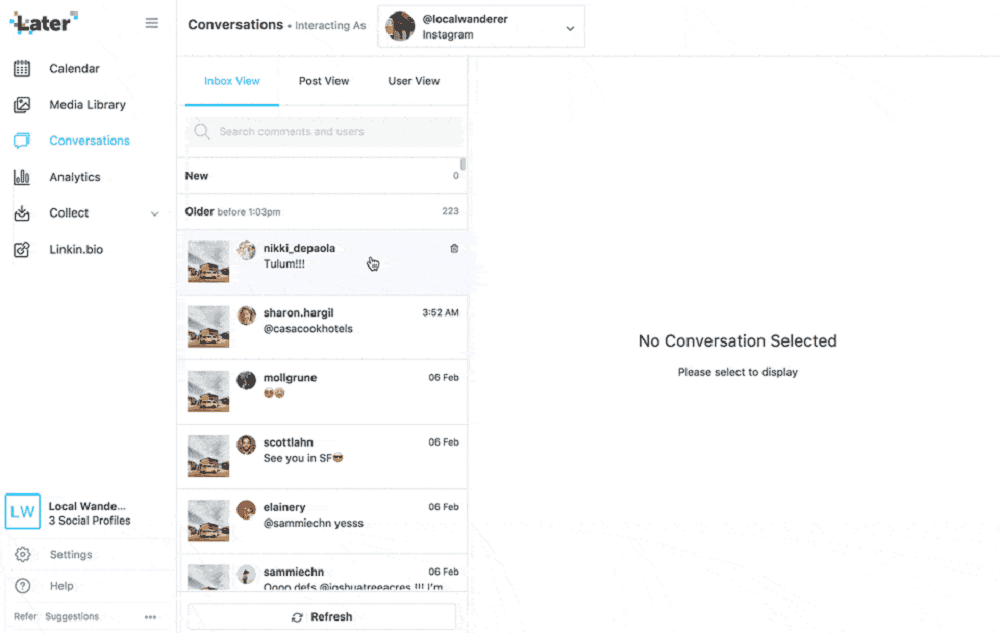 Later
Calendar
Media Library
Conversations
Analytics
Collect
Linkin.bio
LW
Local Wande...
3 Social Profiles
Settings
Help
Refer Suggestions
Conversations • Interacting As
@localwanderer
Instagram
Inbox View Post View User View
Search comments and users
New 0
Older before 1:03pm 223
nikki_depaola
Tulum!!!
sharon.hargil 3:52 AM
@casacookhotels
mollgrune 06 Feb
scottlahn 06 Feb
See you in SF😎
elainery 06 Feb
@sammiechn yesss
sammiechn 06 Feb
Oooo defs @joshuatreeacres !!! I'm
Refresh
No Conversation Selected
Please select to display